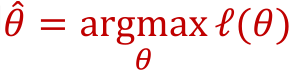 θ̂ = argmax ℓ(θ)
θ